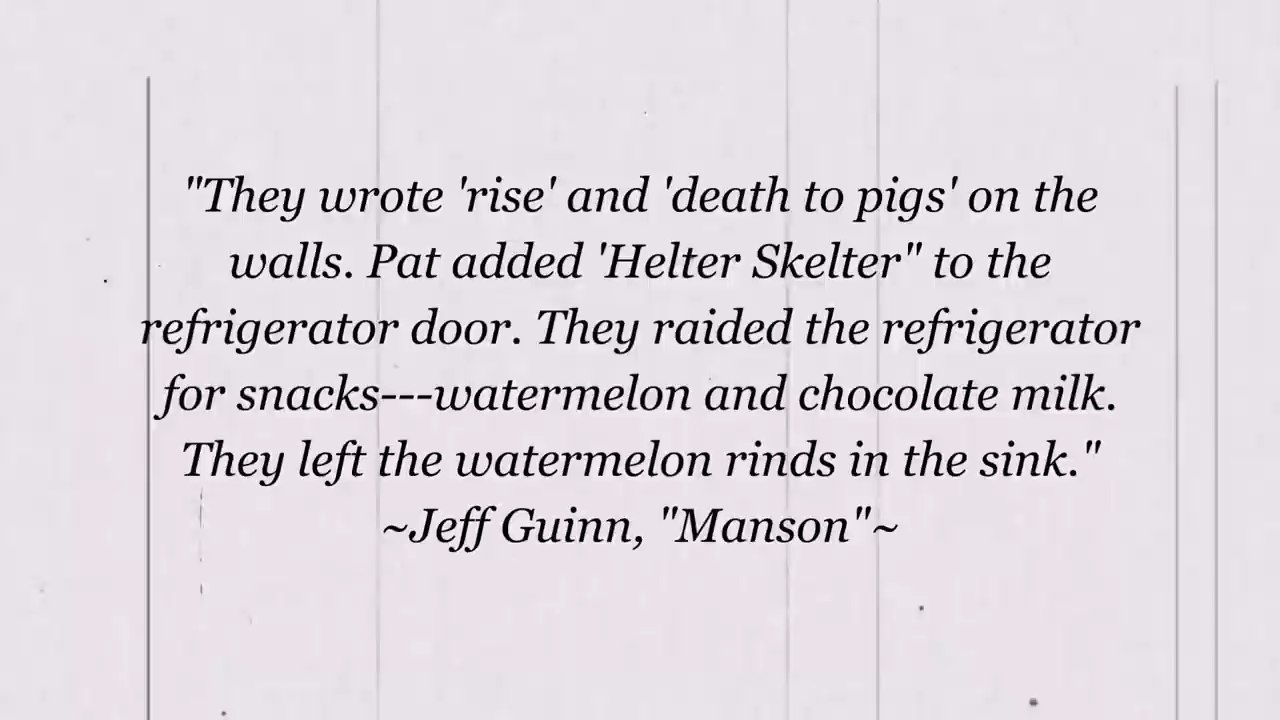 "They wrote 'rise' and 'death to pigs' on the
walls. Pat added 'Helter Skelter" to the
refrigerator door. They raided the refrigerator
for snacks---watermelon and chocolate milk.
They left the watermelon rinds in the sink."
~Jeff Guinn, "Manson"~